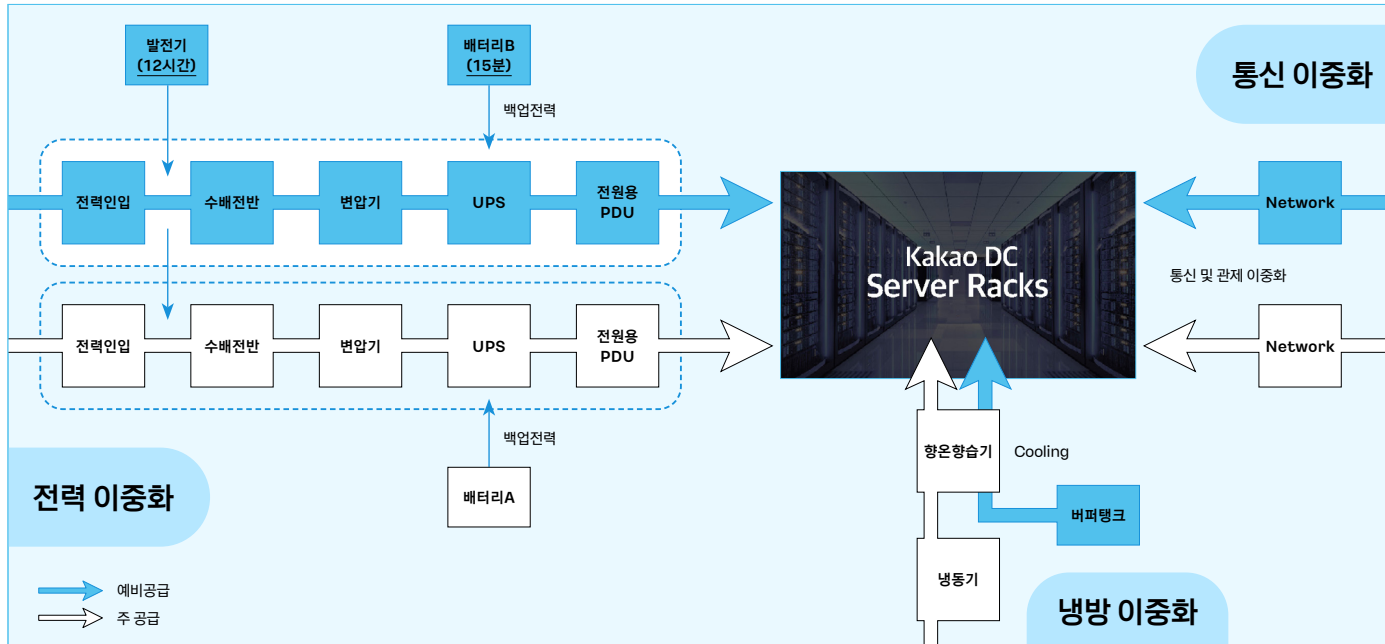 발전기
(12시간)
배터리B
(15분)
백업전력
통신 이중화
전력인입
수배전반
변압기
UPS
전원용
PDU
Network
Kakao DC
Server Racks
통신 및 관제 이중화
전력인입
수배전반
변압기
UPS
전원용
PDU
Network
백업전력
배터리A
전력 이중화
향온향습기
Cooling
버퍼탱크
냉동기
냉방 이중화
예비공급
주 공급